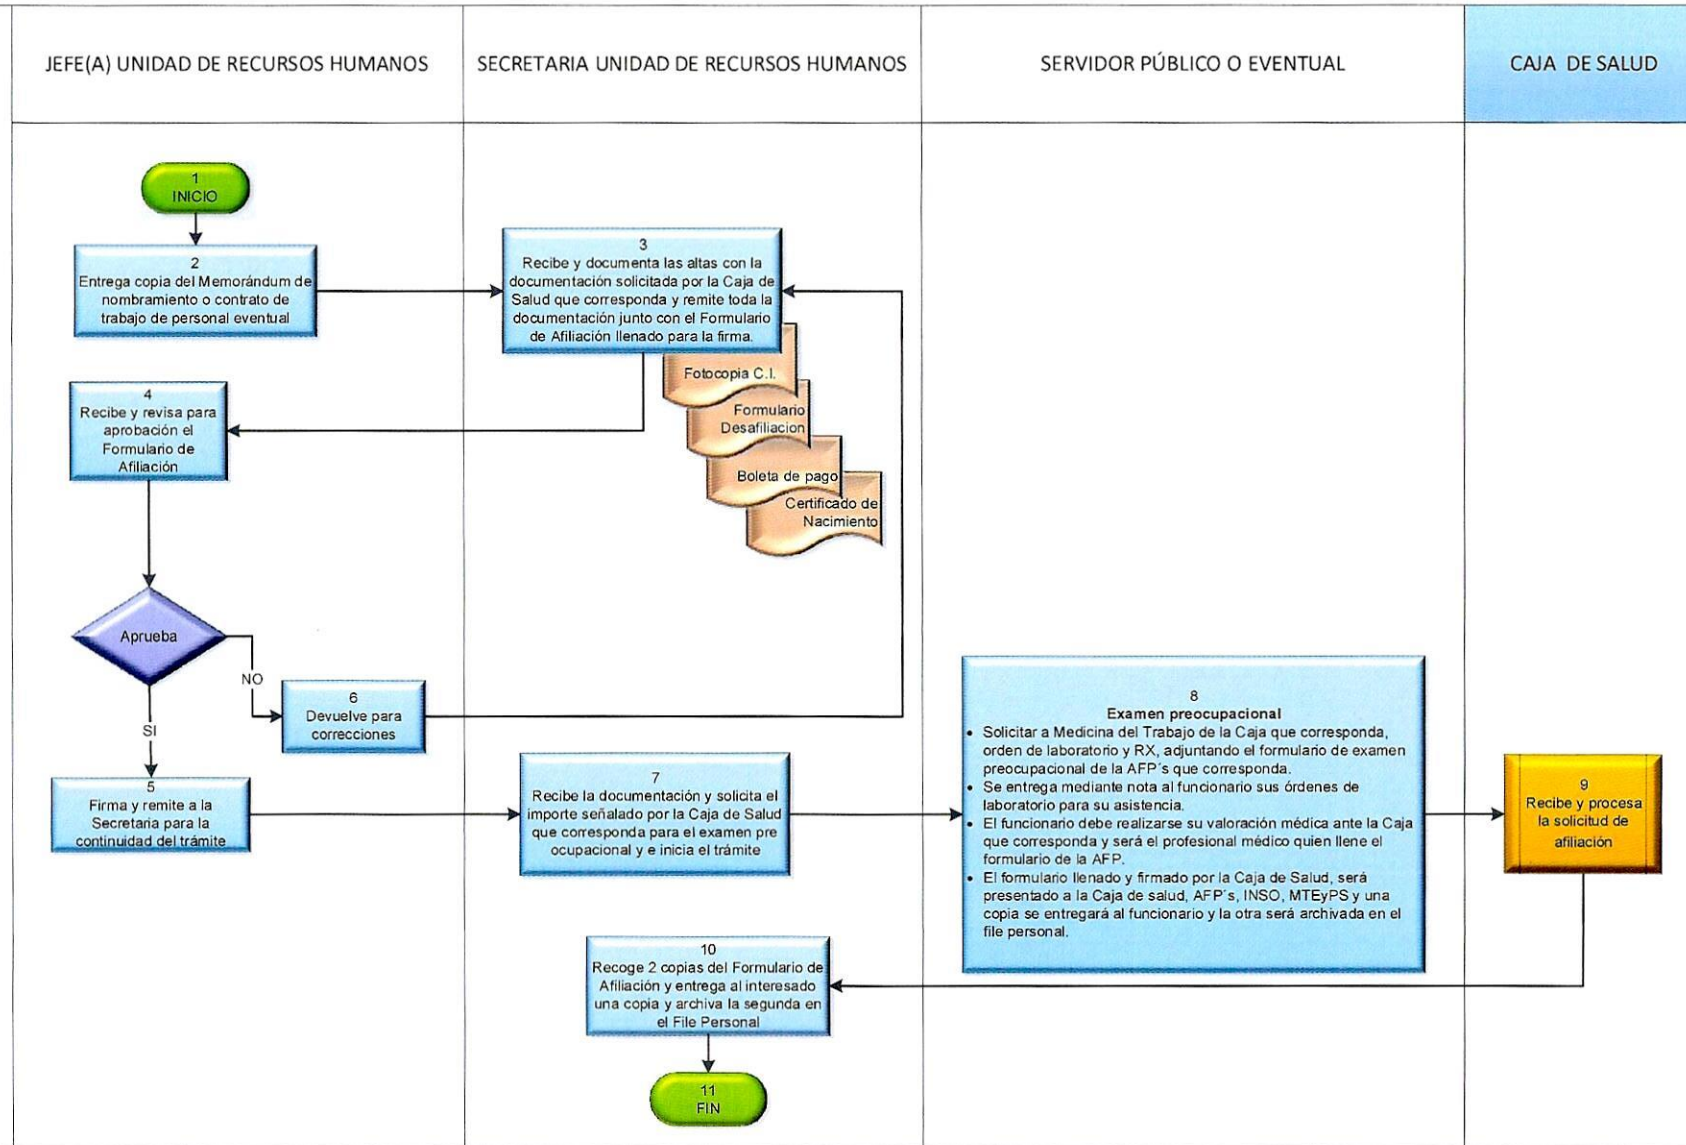 JEFE(A) UNIDAD DE RECURSOS HUMANOS
SECRETARIA UNIDAD DE RECURSOS HUMANOS
SERVIDOR PÚBLICO O EVENTUAL
CAJA DE SALUD
1
INICIO
2
Entrega copia del Memorándum de
nombramiento o contrato de
trabajo de personal eventual
3
Recibe y documenta las altas con la
documentación solicitada por la Caja de
Salud que corresponda y remite toda la
documentación junto con el Formulario
de Afiliación llenado para la firma.
Fotocopia C.I.
Formulario
Desafiliacion
Boleta de pago
Certificado de
Nacimiento
4
Recibe y revisa para
aprobación el
Formulario de
Afiliación
Aprueba
NO
SI
6
Devuelve para
correcciones
5
Firma y remite a la
Secretaria para la
continuidad del trámite
7
Recibe la documentación y solicita el
importe señalado por la Caja de Salud
que corresponda para el examen pre
ocupacional y e inicia el trámite
8
Examen preocupacional
• Solicitar a Medicina del Trabajo de la Caja que corresponda,
orden de laboratorio y RX, adjuntando el formulario de examen
preocupacional de la AFP´s que corresponda.
• Se entrega mediante nota al funcionario sus órdenes de
laboratorio para su asistencia.
• El funcionario debe realizarse su valoración médica ante la Caja
que corresponda y será el profesional médico quien llene el
formulario de la AFP.
• El formulario llenado y firmado por la Caja de Salud, será
presentado a la Caja de salud, AFP´s, INSO, MTEyPS y una
copia se entregará al funcionario y la otra será archivada en el
file personal.
9
Recibe y procesa
la solicitud de
afiliación
10
Recoge 2 copias del Formulario de
Afiliación y entrega al interesado
una copia y archiva la segunda en
el File Personal
11
FIN